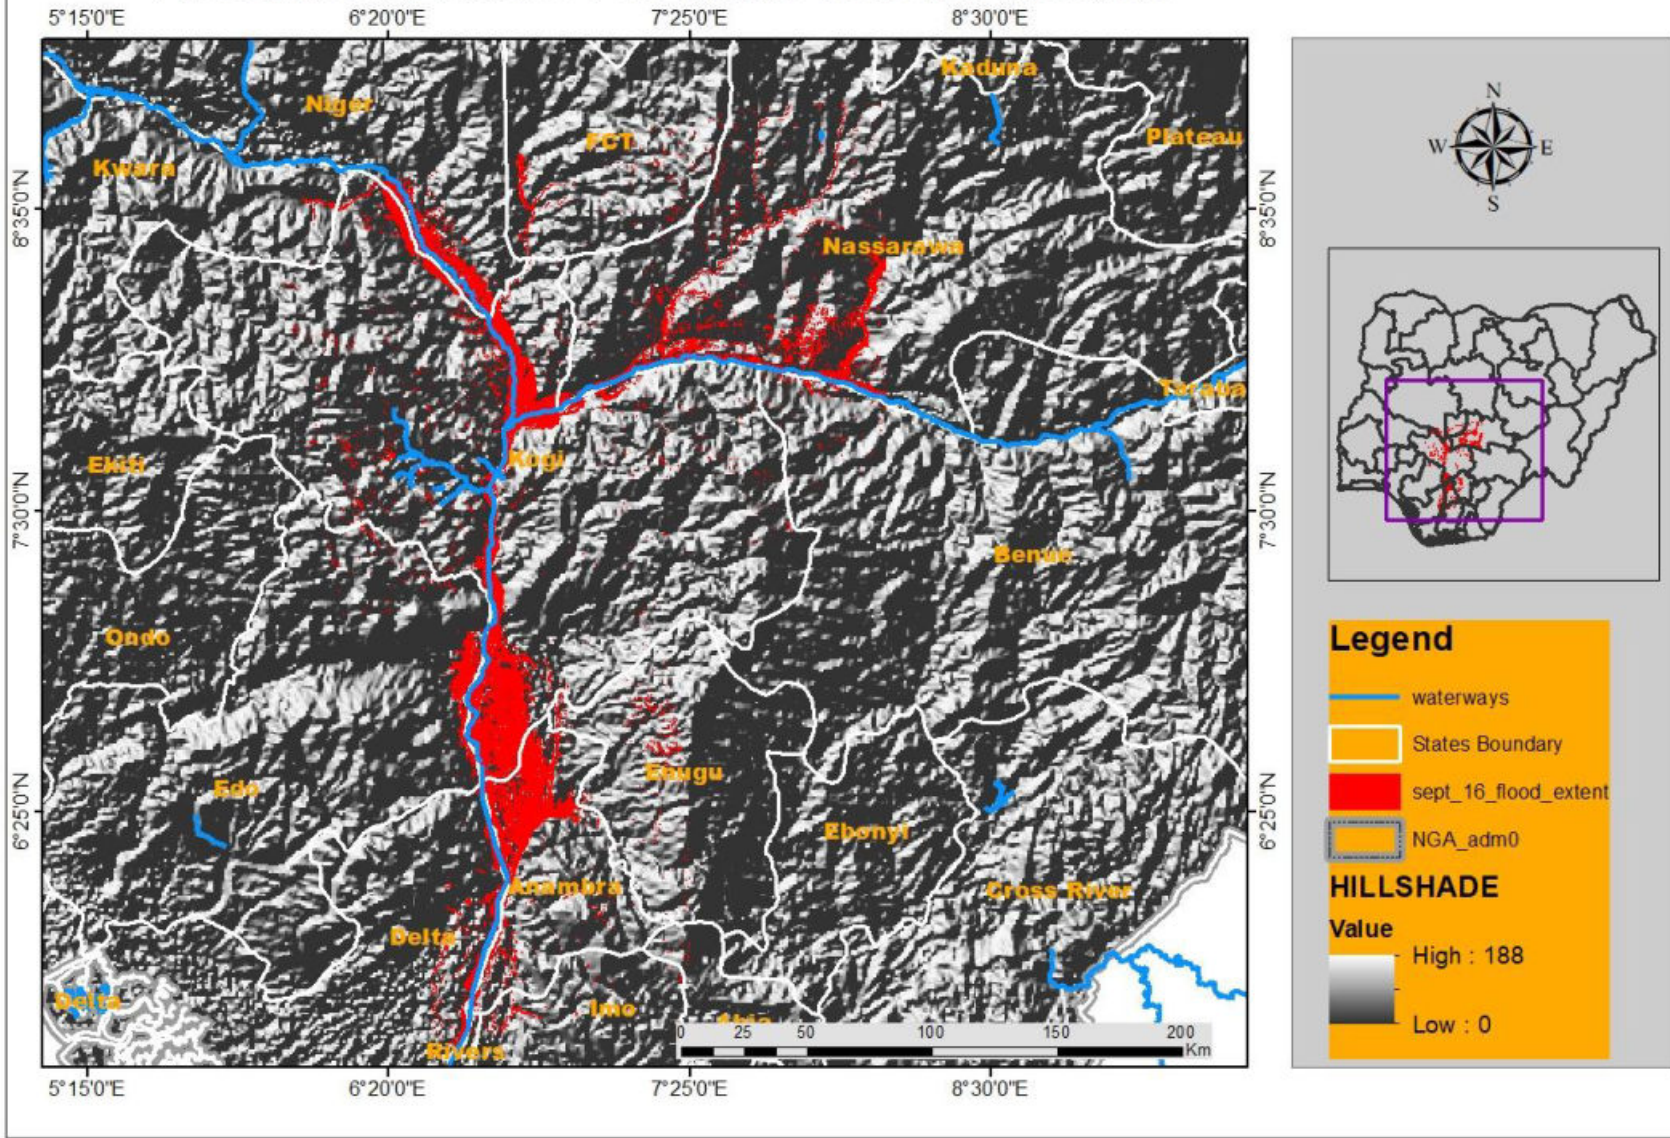 5°15'0"E 6°20'0"E 7°25'0"E 8°30'0"E
Kaduna
Niger
FCT
Plateau
Kwara
8°35'0"N
8°35'0"N
Nassarawa
Taraba
Kogi
Ekiti
7°30'0"N
7°30'0"N
Benue
Ondo
Enugu
Edo
6°25'0"N
6°25'0"N
Ebonyi
Anambra
Cross River
Delta
Delta
Imo
Abia
Rivers
0 25 50 100 150 200
Km
5°15'0"E 6°20'0"E 7°25'0"E 8°30'0"E
N
W E
S
Legend
waterways
States Boundary
sept_16_flood_extent
NGA_adm0
HILLSHADE
Value
High : 188
Low : 0